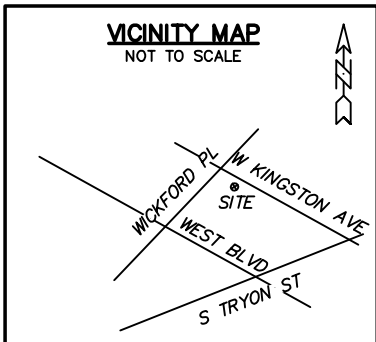 VICINITY MAP
NOT TO SCALE
N
WICKFORD PL
W KINGSTON AVE
SITE
WEST BLVD
S TRYON ST